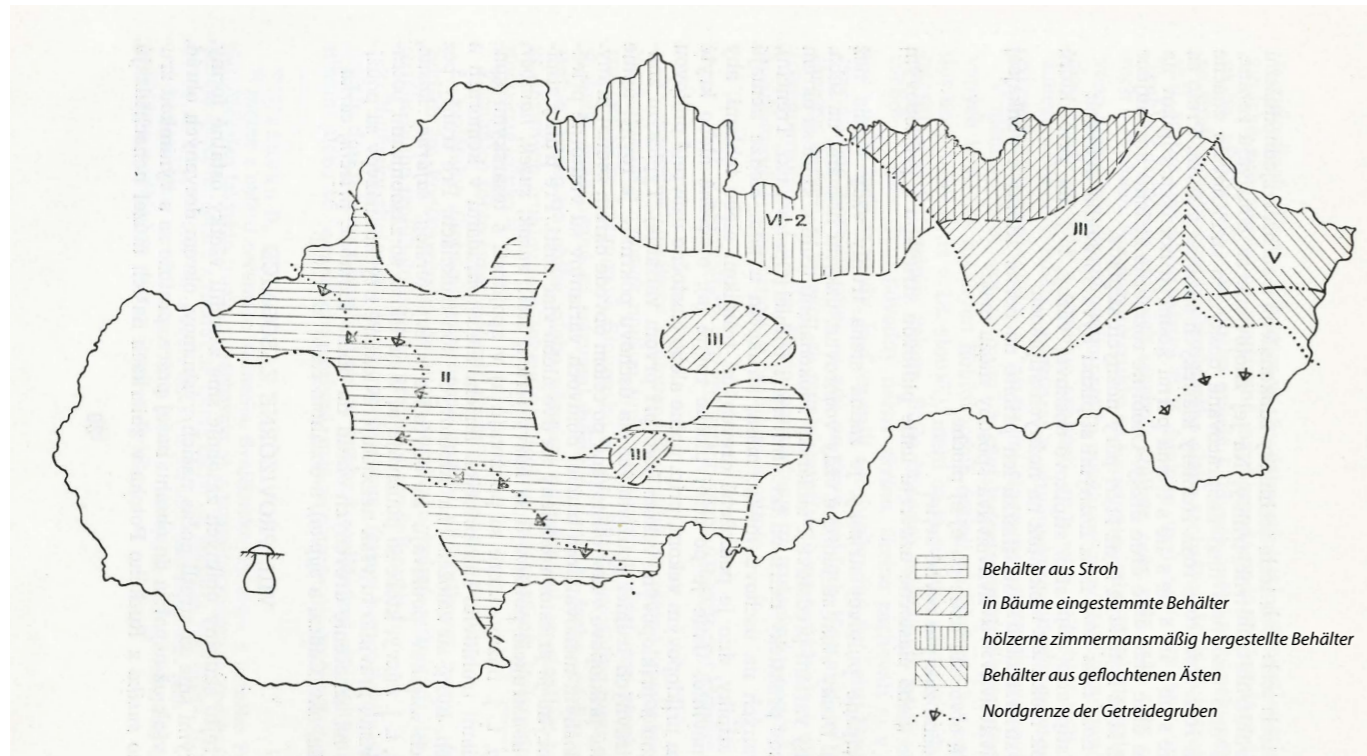 VI-2
III
V
III
II
III
Behälter aus Stroh
in Bäume eingestemmte Behälter
hölzerne zimmermansmäßig hergestellte Behälter
Behälter aus geflochtenen Ästen
Nordgrenze der Getreidegruben